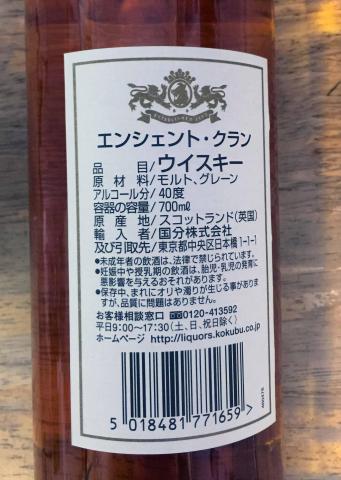 エンシェント・クラン
品目/ウイスキー
原材料/モルト、グレーン
アルコール分/40度
容器の容量/700mℓ
原産地/スコットランド(英国)
輸入者/国分株式会社
及び引取先/東京都中央区日本橋1-1-1
●未成年者の飲酒は、法律で禁じられています。
●妊娠中や授乳期の飲酒は、胎児・乳児の発育に
悪影響を与えるおそれがあります。
●保存中、まれにオリや濁りが生じる事がありま
すが、品質に問題はありません。
お客様相談窓口 0120-413592
平日9:00〜17:30(土、日、祝日除く)
ホームページ http://liquors.kokubu.co.jp
5 018481 771659 >